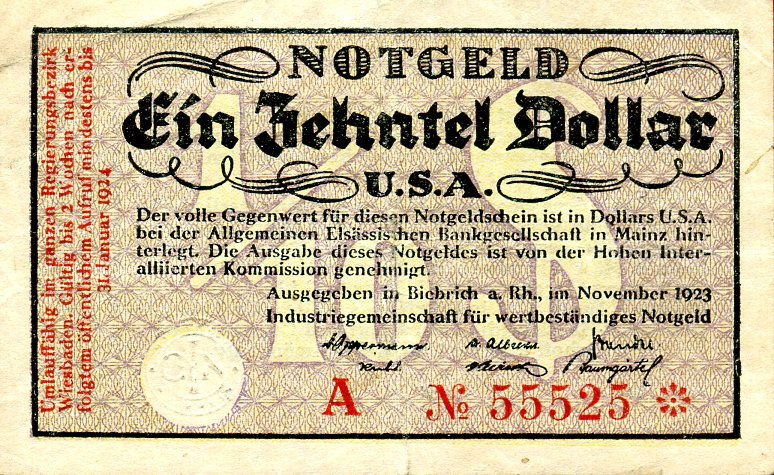 NOTGELD
Ein Zehntel Dollar
U.S.A.
Der volle Gegenwert für diesen Notgeldschein ist in Dollars U.S.A.
bei der Allgemeinen Elsässischen Bankgesellschaft in Mainz hin-
terlegt. Die Ausgabe dieses Notgeldes ist von der Hohen Inter-
alliierten Kommission genehmigt.
Ausgegeben in Biebrich a. Rh., im November 1923
Industriegemeinschaft für wertbeständiges Notgeld
Baumgärtel
A № 55525
Umlauffähig im ganzen Regierungsbezirk
Wiesbaden. Gültig bis 2 Wochen nach er-
folgtem öffentlichem Aufruf mindestens bis
31. Januar 1924
1/10 $